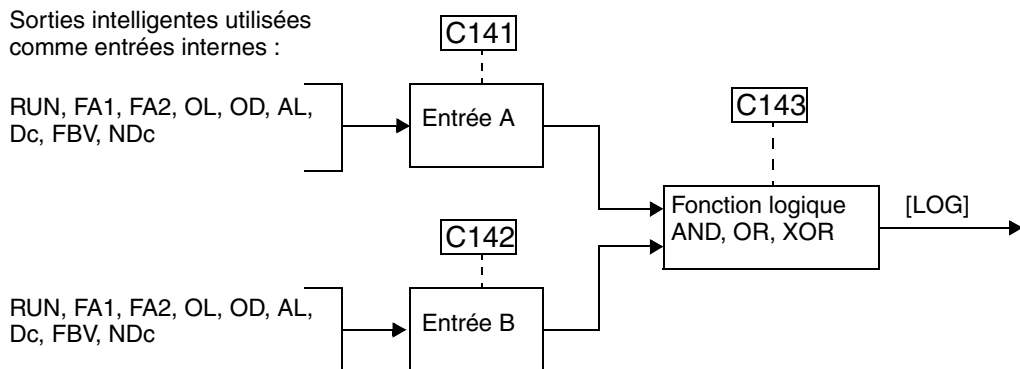 Sorties intelligentes utilisées
comme entrées internes :
C141
RUN, FA1, FA2, OL, OD, AL,
Dc, FBV, NDc
Entrée A
C143
Fonction logique
AND, OR, XOR
[LOG]
C142
RUN, FA1, FA2, OL, OD, AL,
Dc, FBV, NDc
Entrée B